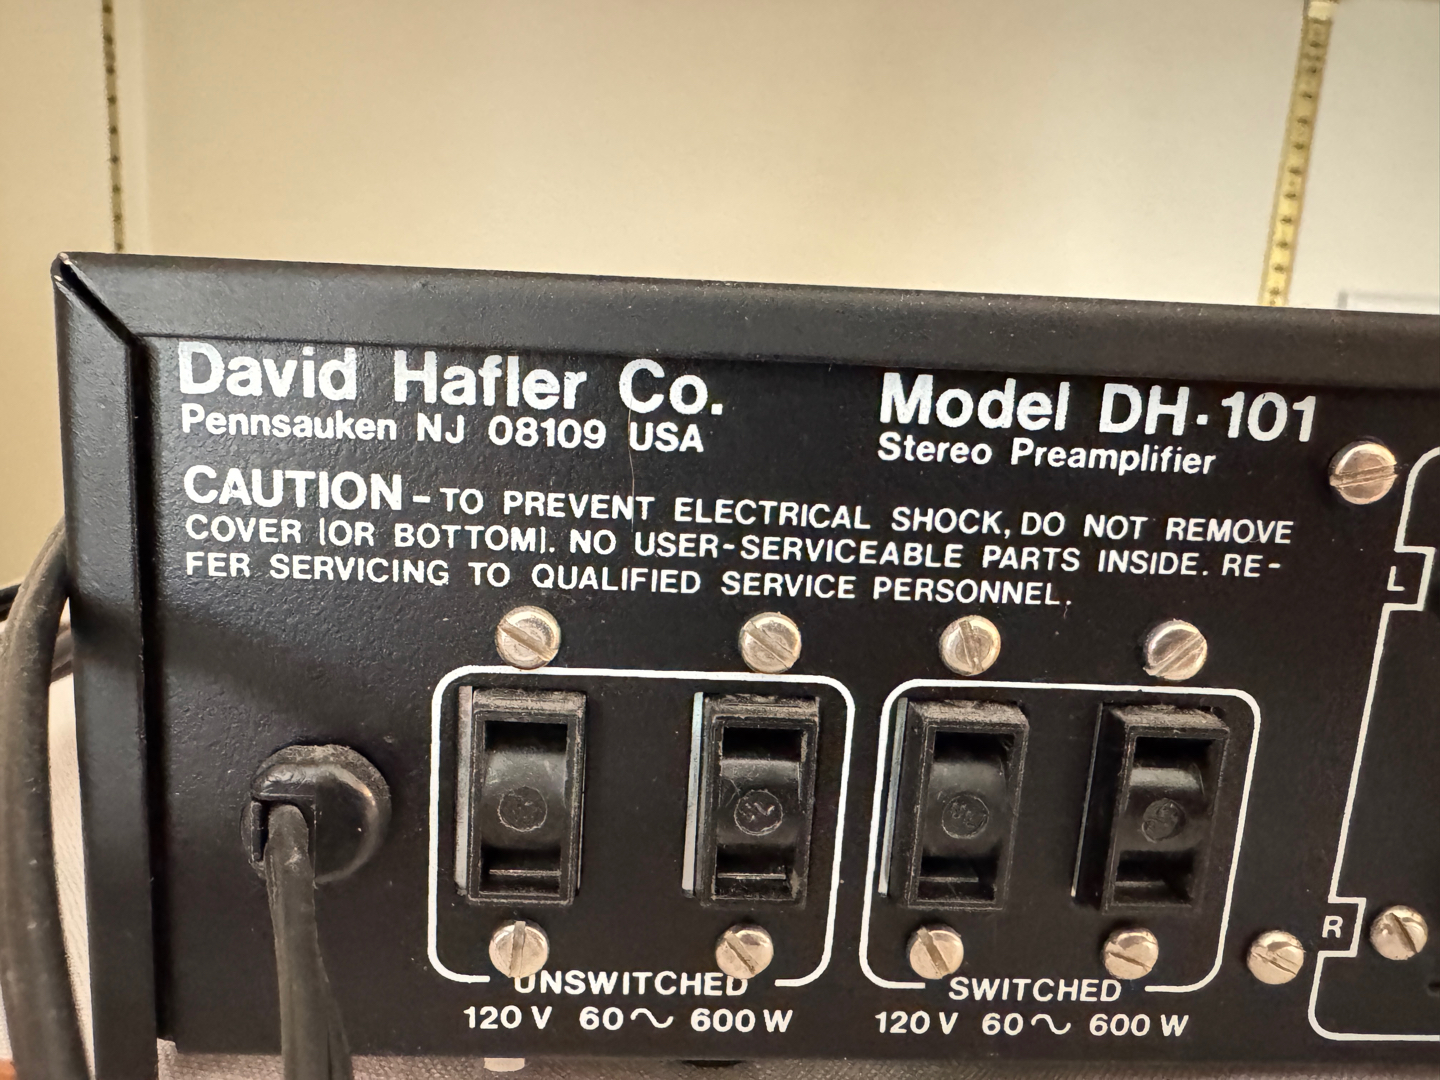 David Hafler Co.
Pennsauken NJ 08109 USA
Model DH-101
Stereo Preamplifier
CAUTION - TO PREVENT ELECTRICAL SHOCK, DO NOT REMOVE
COVER (OR BOTTOM). NO USER-SERVICEABLE PARTS INSIDE. RE-
FER SERVICING TO QUALIFIED SERVICE PERSONNEL.
L
R
UNSWITCHED
120 V 60 ~ 600 W
SWITCHED
120 V 60 ~ 600 W